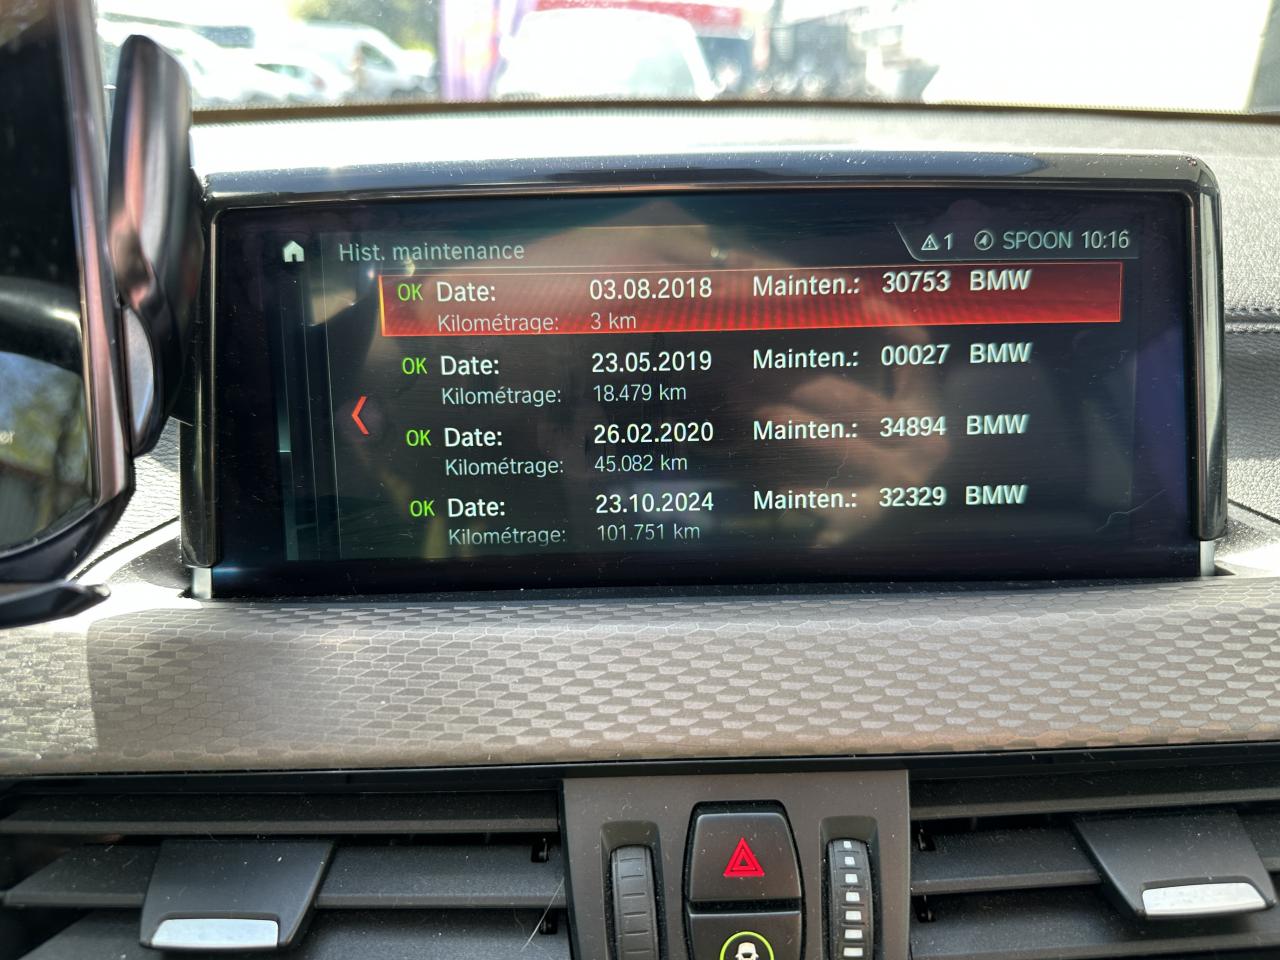 Hist. maintenance
1 SPOON 10:16
OK Date: 03.08.2018 Mainten.: 30753 BMW
Kilométrage: 3 km
OK Date: 23.05.2019 Mainten.: 00027 BMW
Kilométrage: 18.479 km
OK Date: 26.02.2020 Mainten.: 34894 BMW
Kilométrage: 45.082 km
OK Date: 23.10.2024 Mainten.: 32329 BMW
Kilométrage: 101.751 km